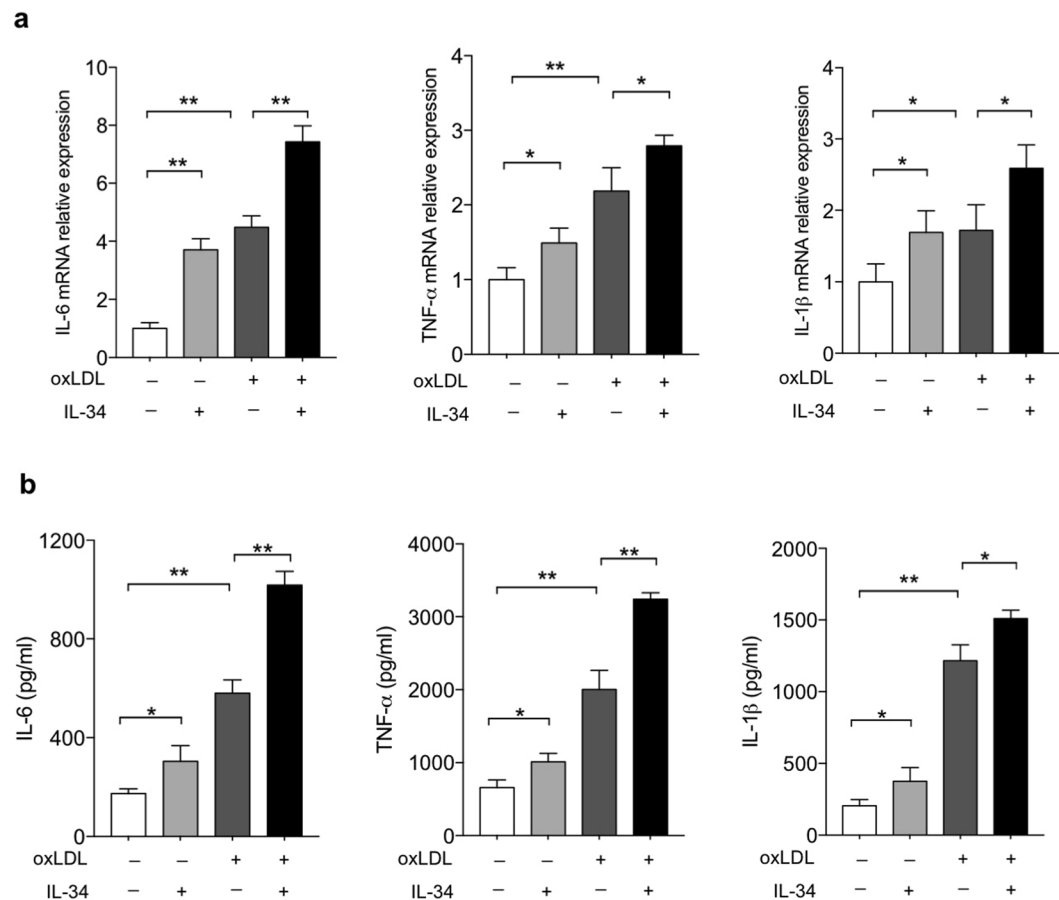 a
IL-6 mRNA relative expression
10
8
6
4
2
0
** **
**
oxLDL – – + +
IL-34 – + – +
TNF-α mRNA relative expression
4
3
2
1
0
**
*
*
oxLDL – – + +
IL-34 – + – +
IL-1β mRNA relative expression
4
3
2
1
0
* *
*
oxLDL – – + +
IL-34 – + – +
b
IL-6 (pg/ml)
1200
800
400
0
**
**
*
oxLDL – – + +
IL-34 – + – +
TNF-α (pg/ml)
4000
3000
2000
1000
0
**
**
*
oxLDL – – + +
IL-34 – + – +
IL-1β (pg/ml)
2000
1500
1000
500
0
*
**
*
oxLDL – – + +
IL-34 – + – +